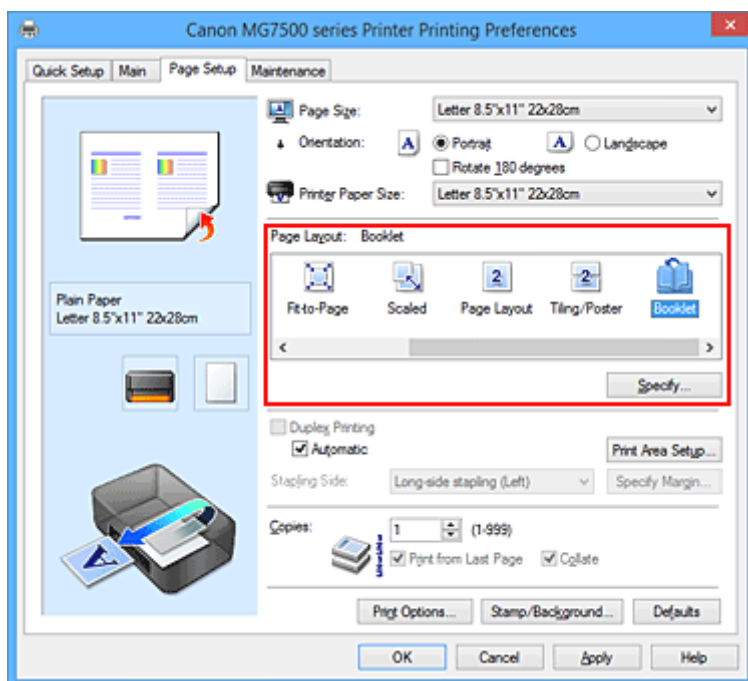 Canon MG7500 series Printer Printing Preferences
Quick Setup Main Page Setup Maintenance
Page Size: Letter 8.5"x11" 22x28cm
Orientation: A Portrait A Landscape
Rotate 180 degrees
Printer Paper Size: Letter 8.5"x11" 22x28cm
Page Layout: Booklet
Fit-to-Page Scaled Page Layout Tiling/Poster Booklet
Specify...
Plain Paper
Letter 8.5"x11" 22x28cm
Duplex Printing
Automatic Print Area Setup...
Stapling Side: Long-side stapling (Left) Specify Margin...
Copies: 1 (1-999)
Print from Last Page Collate
Print Options... Stamp/Background... Defaults
OK Cancel Apply Help